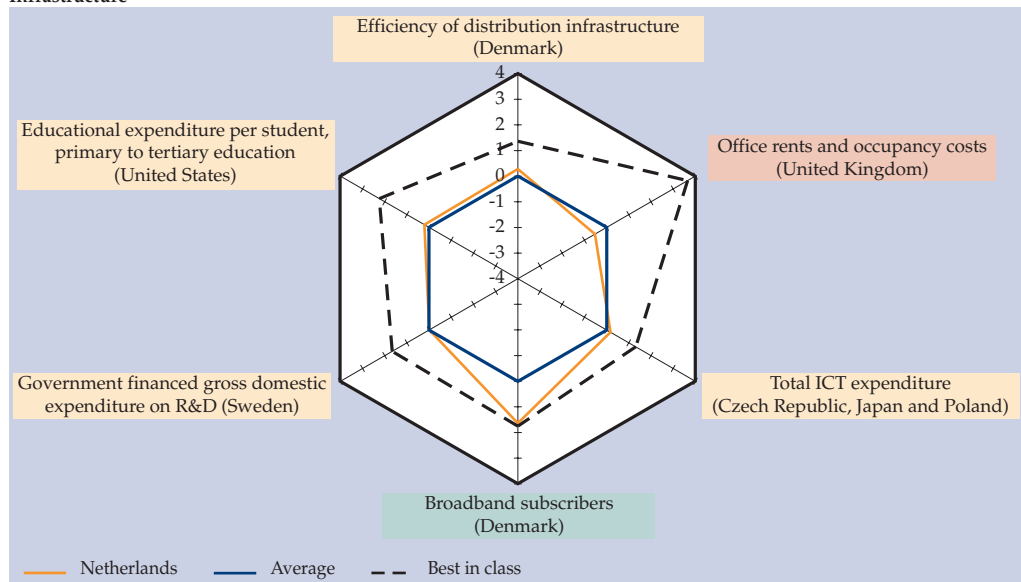 Infrastructure
Efficiency of distribution infrastructure
(Denmark)
4
3
2
1
0
-1
-2
-3
-4
Educational expenditure per student,
primary to tertiary education
(United States)
Office rents and occupancy costs
(United Kingdom)
Government financed gross domestic
expenditure on R&D (Sweden)
Total ICT expenditure
(Czech Republic, Japan and Poland)
Broadband subscribers
(Denmark)
Netherlands
Average
Best in class